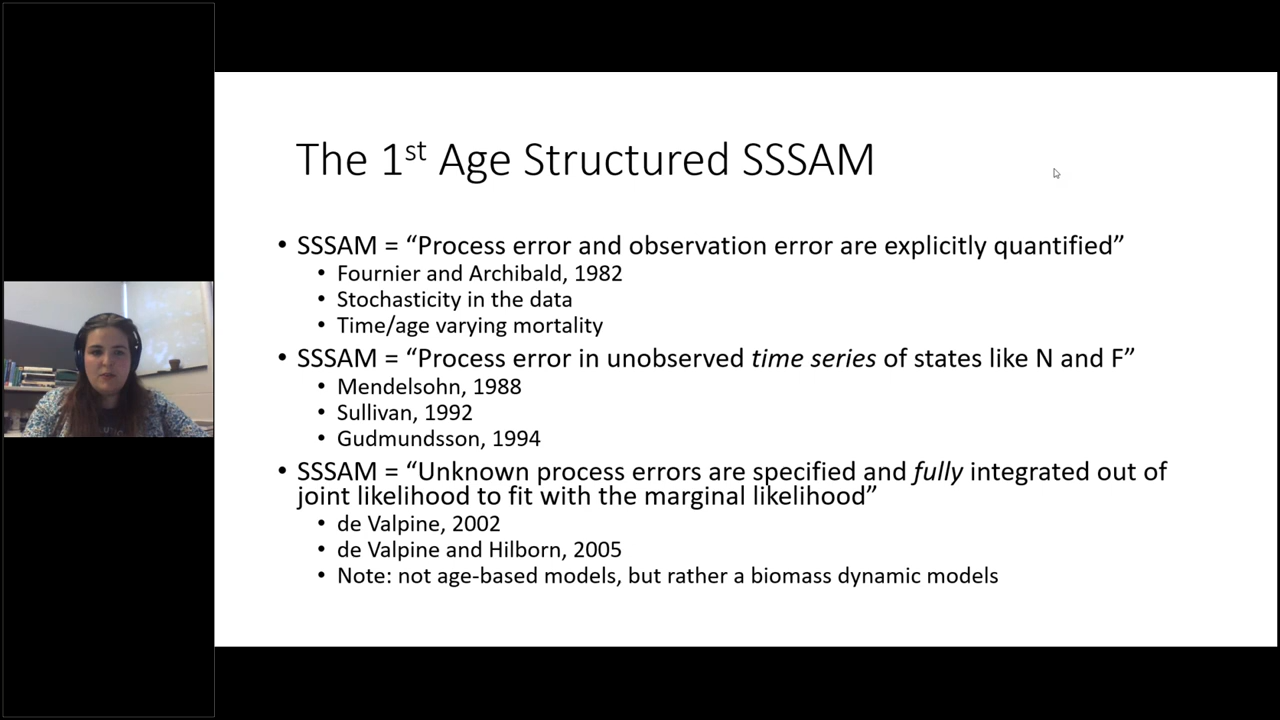 The 1st Age Structured SSSAM
• SSSAM = “Process error and observation error are explicitly quantified”
• Fournier and Archibald, 1982
• Stochasticity in the data
• Time/age varying mortality
• SSSAM = “Process error in unobserved time series of states like N and F”
• Mendelsohn, 1988
• Sullivan, 1992
• Gudmundsson, 1994
• SSSAM = “Unknown process errors are specified and fully integrated out of
joint likelihood to fit with the marginal likelihood”
• de Valpine, 2002
• de Valpine and Hilborn, 2005
• Note: not age-based models, but rather a biomass dynamic models